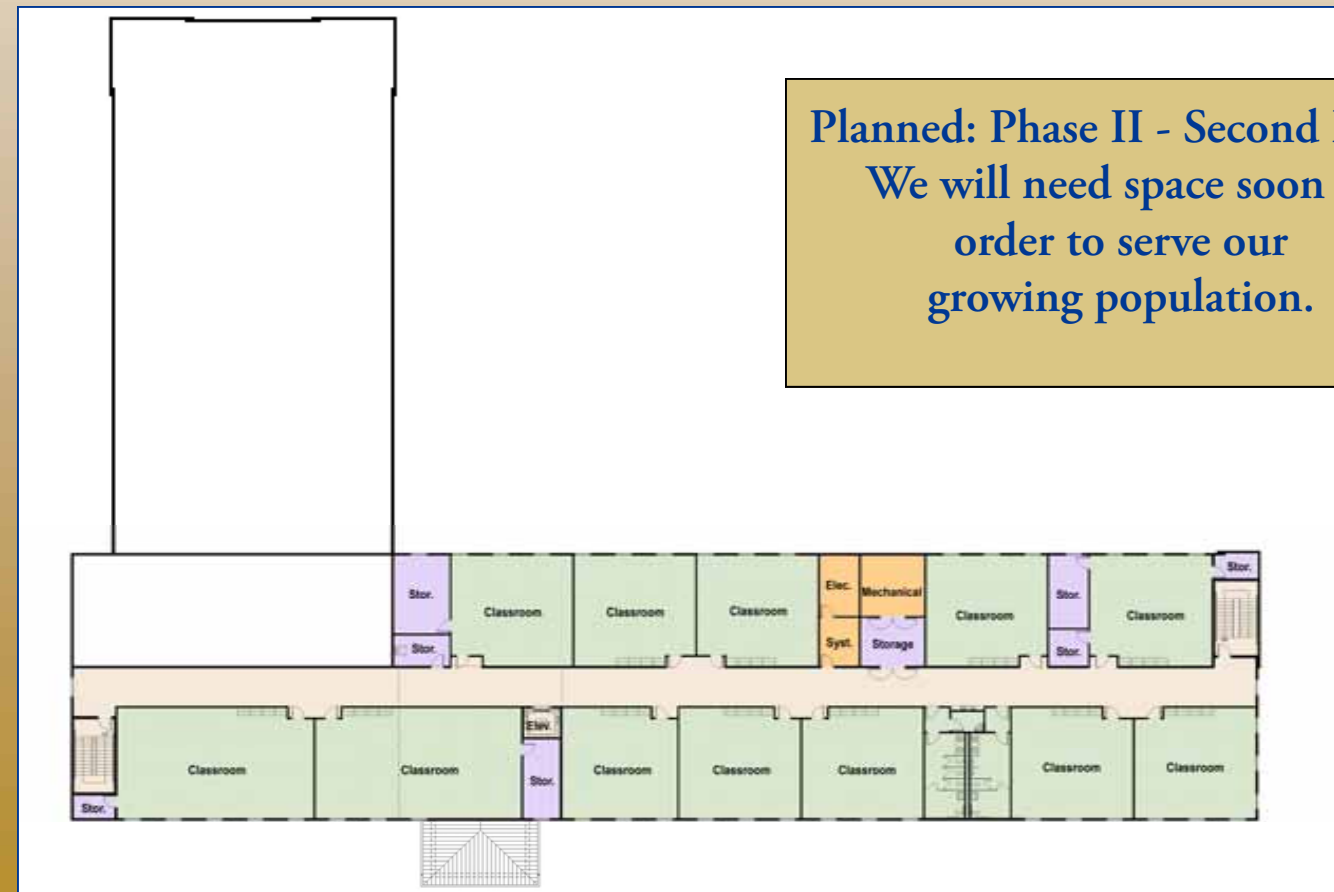 Planned: Phase II - Second
We will need space soon
order to serve our
growing population.
Stor.
Classroom
Classroom
Classroom
Elec.
Mechanical
Classroom
Stor.
Classroom
Stor.
Stor.
Syst.
Storage
Stor.
Elev.
Classroom
Classroom
Stor.
Classroom
Classroom
Classroom
Classroom
Classroom
Stor.